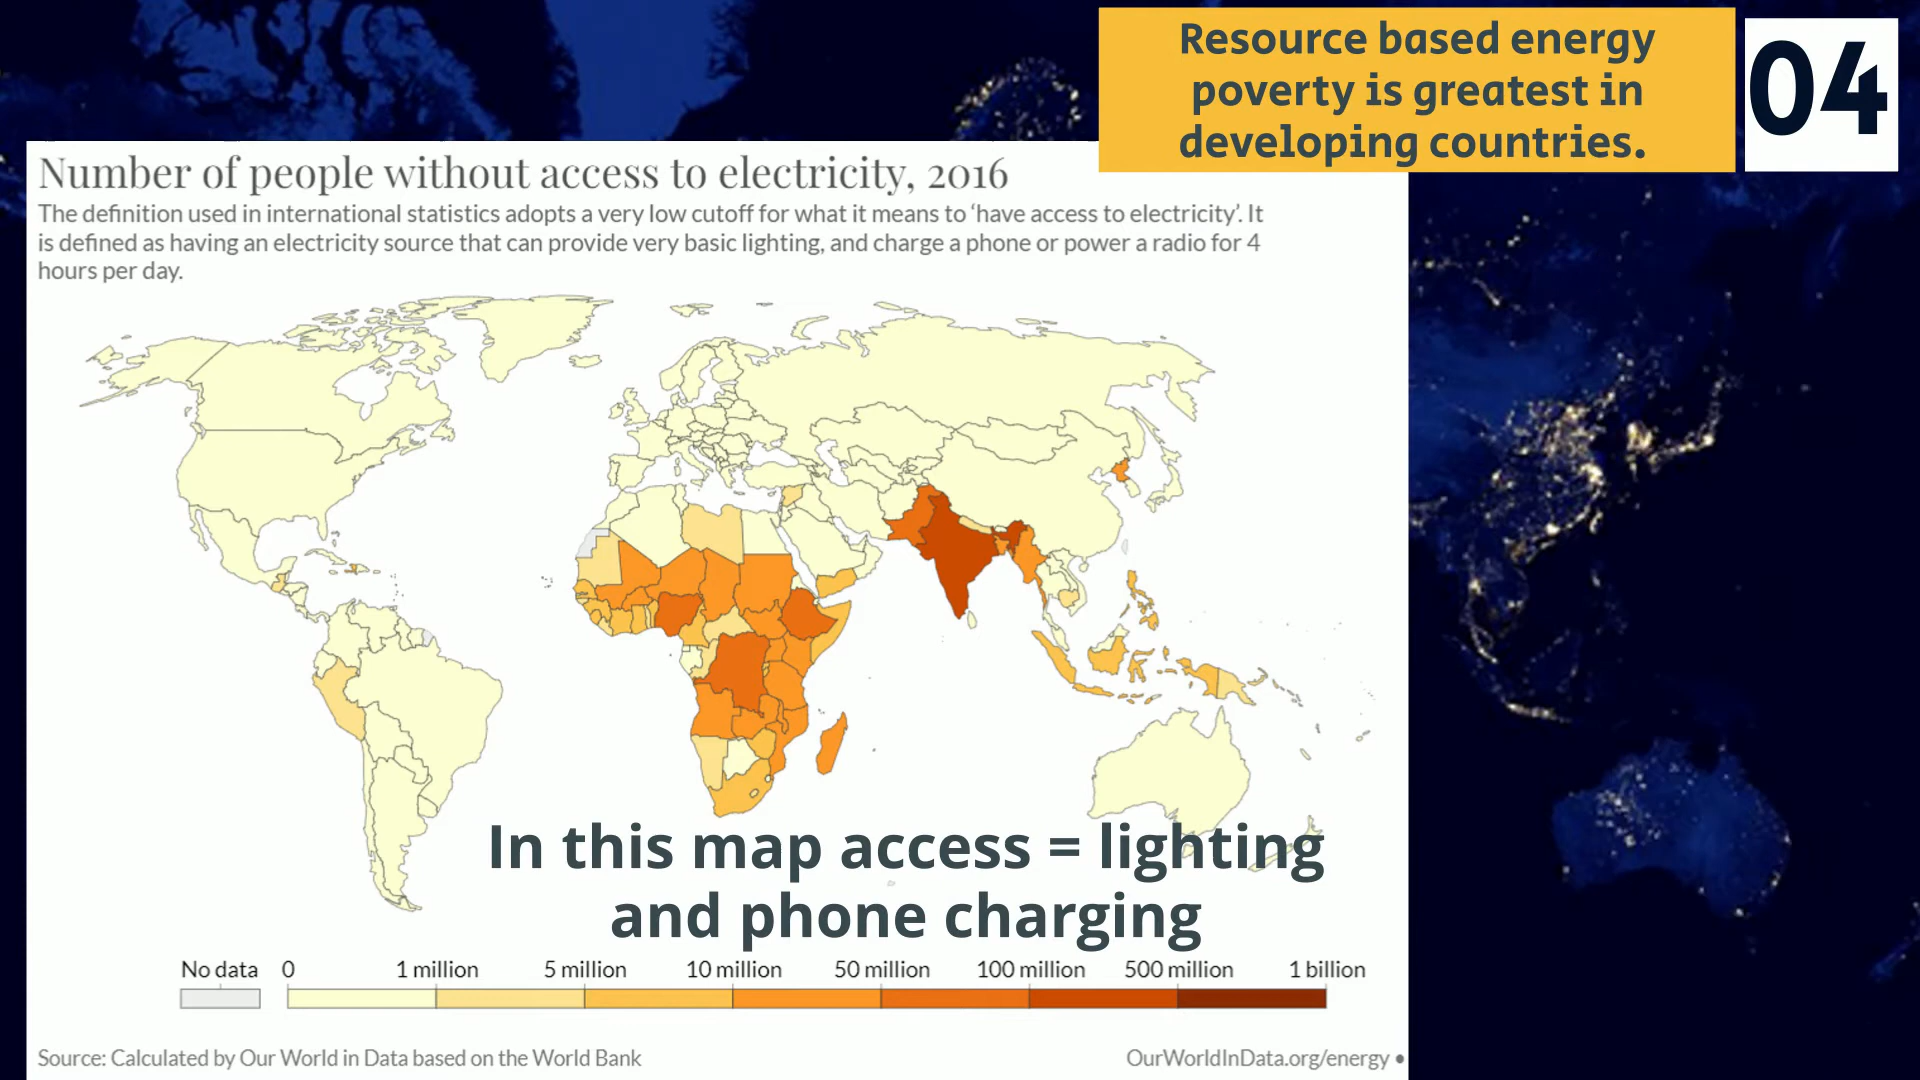 Resource based energy
poverty is greatest in
developing countries.
04
Number of people without access to electricity, 2016
The definition used in international statistics adopts a very low cutoff for what it means to ‘have access to electricity’. It
is defined as having an electricity source that can provide very basic lighting, and charge a phone or power a radio for 4
hours per day.
In this map access = lighting
and phone charging
No data 0 1 million 5 million 10 million 50 million 100 million 500 million 1 billion
Source: Calculated by Our World in Data based on the World Bank
OurWorldInData.org/energy •